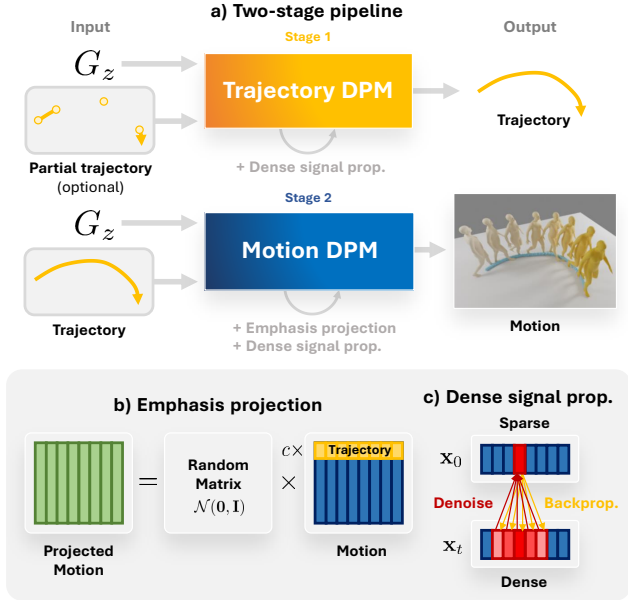 a) Two-stage pipeline
Input
Stage 1
Output
G_z
Trajectory DPM
Trajectory
Partial trajectory
(optional)
+ Dense signal prop.
Stage 2
G_z
Motion DPM
Trajectory
+ Emphasis projection
+ Dense signal prop.
Motion
b) Emphasis projection
c) Dense signal prop.
Sparse
c×
Trajectory
x_0
=
Random
Matrix
𝒩(0, I)
×
Denoise
Backprop.
x_t
Projected
Motion
Motion
Dense